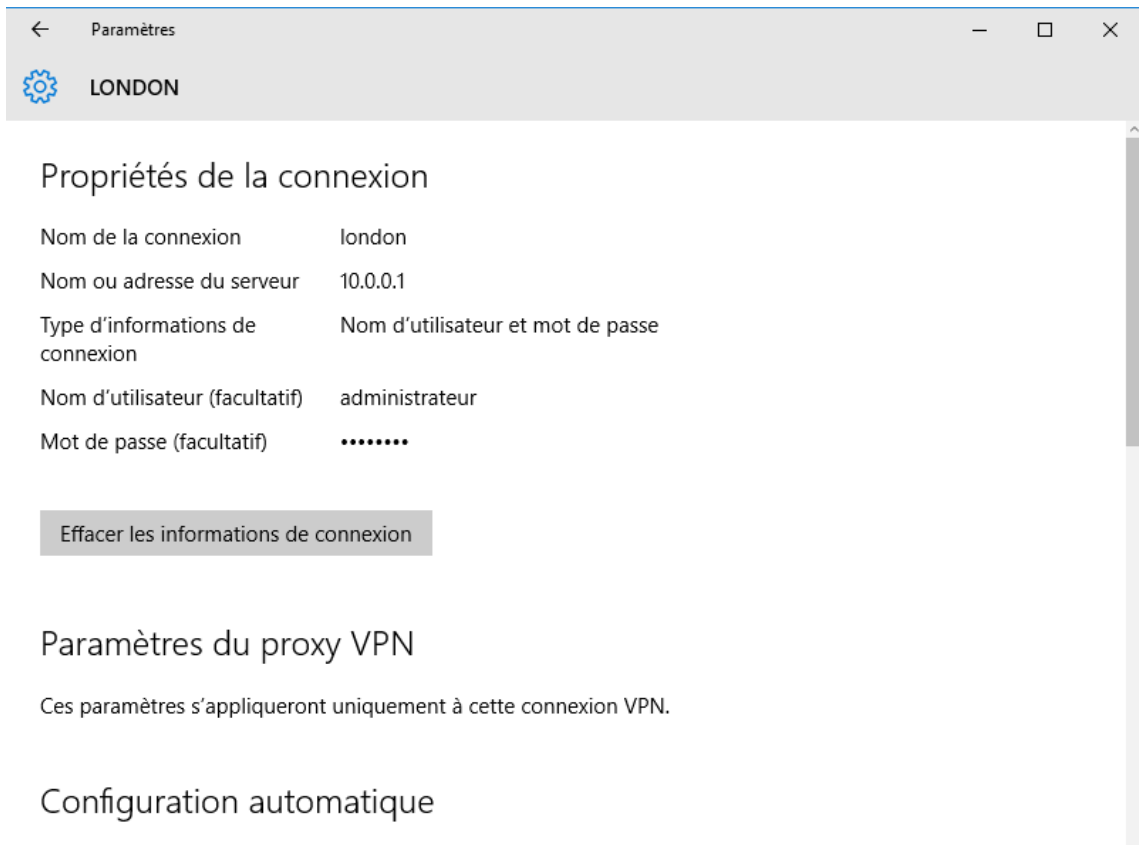 Paramètres
LONDON
Propriétés de la connexion
Nom de la connexion london
Nom ou adresse du serveur 10.0.0.1
Type d’informations de Nom d’utilisateur et mot de passe
connexion
Nom d’utilisateur (facultatif) administrateur
Mot de passe (facultatif) ••••••••
Effacer les informations de connexion
Paramètres du proxy VPN
Ces paramètres s’appliqueront uniquement à cette connexion VPN.
Configuration automatique